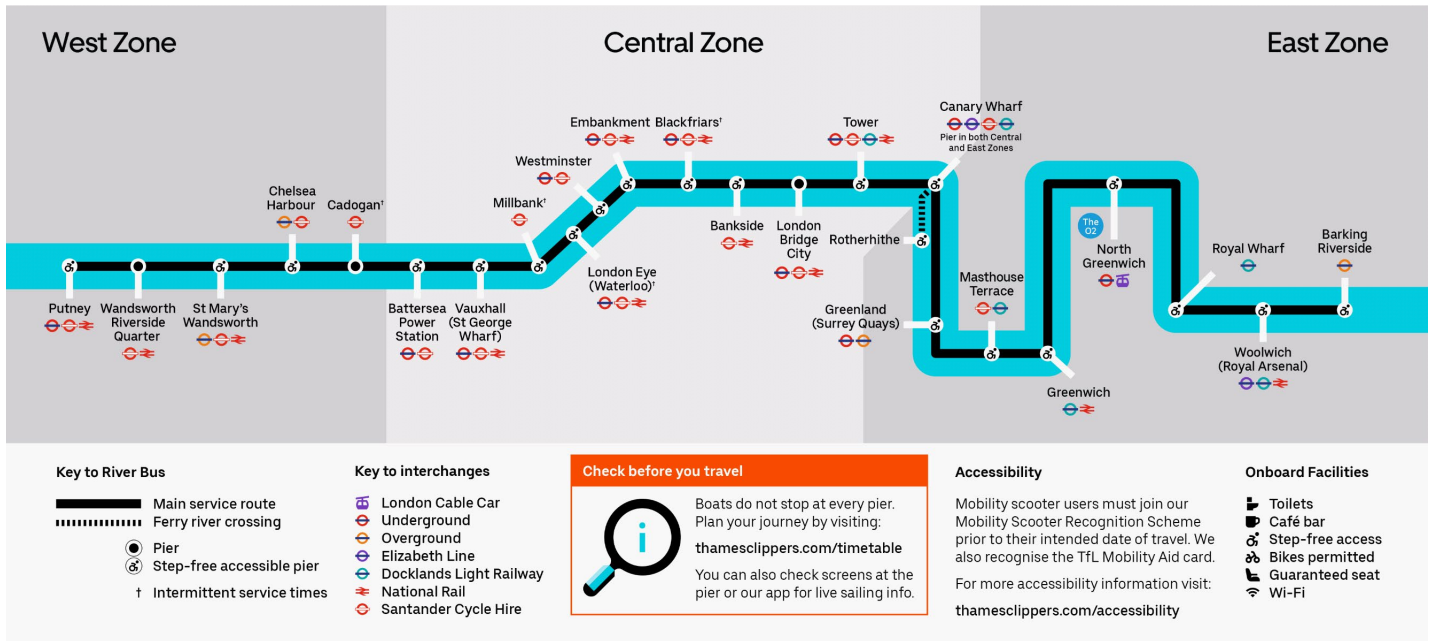 West Zone
Central Zone
East Zone
Putney
Wandsworth
Riverside
Quarter
St Mary's
Wandsworth
Chelsea
Harbour
Cadogan†
Battersea
Power
Station
Vauxhall
(St George
Wharf)
Millbank†
London Eye
(Waterloo)†
Westminster
Embankment
Blackfriars†
Bankside
London
Bridge
City
Tower
Canary Wharf
Pier in both Central
and East Zones
Rotherhithe
Greenland
(Surrey Quays)
Masthouse
Terrace
Greenwich
The
O2
North
Greenwich
Royal Wharf
Woolwich
(Royal Arsenal)
Barking
Riverside
Key to River Bus
Main service route
Ferry river crossing
Pier
Step-free accessible pier
† Intermittent service times
Key to interchanges
London Cable Car
Underground
Overground
Elizabeth Line
Docklands Light Railway
National Rail
Santander Cycle Hire
Check before you travel
i
Boats do not stop at every pier.
Plan your journey by visiting:
thamesclippers.com/timetable
You can also check screens at the
pier or our app for live sailing info.
Accessibility
Mobility scooter users must join our
Mobility Scooter Recognition Scheme
prior to their intended date of travel. We
also recognise the TfL Mobility Aid card.
For more accessibility information visit:
thamesclippers.com/accessibility
Onboard Facilities
Toilets
Café bar
Step-free access
Bikes permitted
Guaranteed seat
Wi-Fi